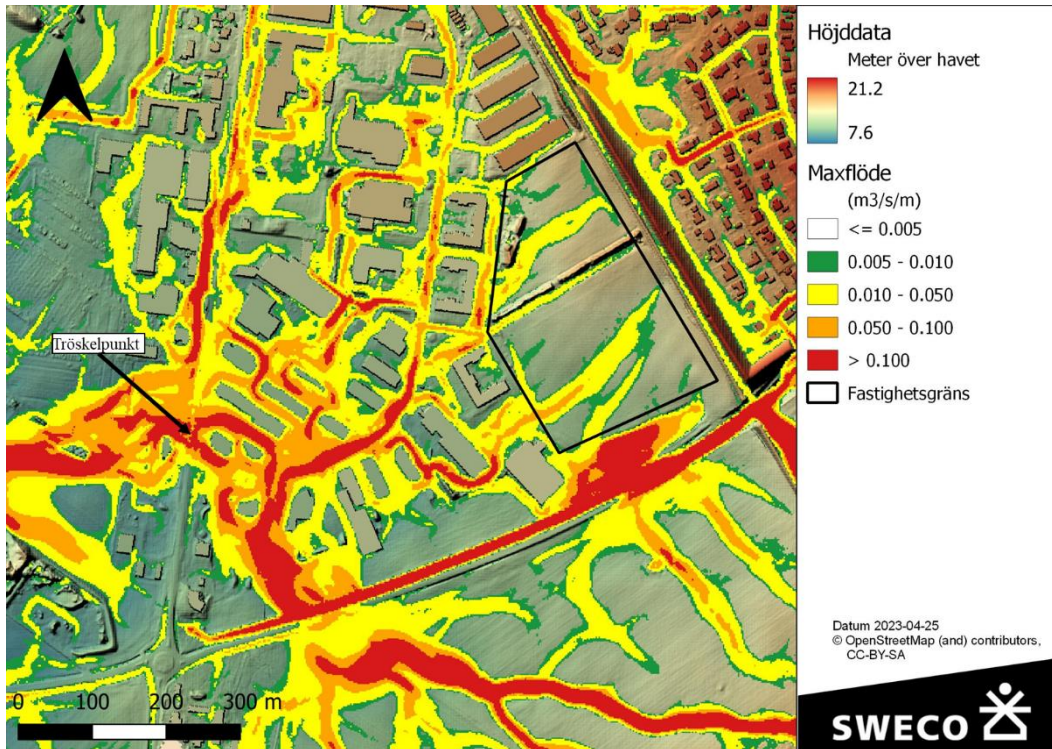 Tröskelpunkt
0 100 200 300 m
Höjddata
Meter över havet
21.2
7.6
Maxflöde
(m3/s/m)
<= 0.005
0.005 - 0.010
0.010 - 0.050
0.050 - 0.100
> 0.100
Fastighetsgräns
Datum 2023-04-25
© OpenStreetMap (and) contributors,
CC-BY-SA
SWECO